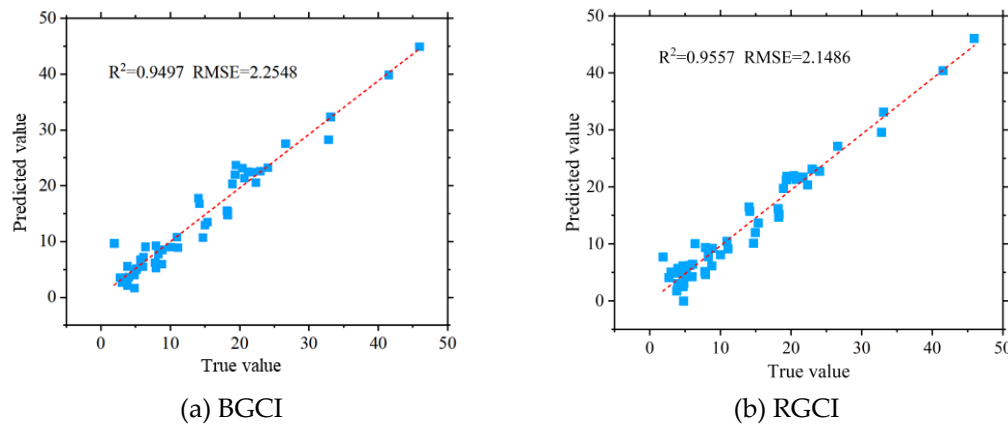 50
40
30
20
10
0
Predicted value
R²=0.9497 RMSE=2.2548
0 10 20 30 40 50
True value
(a) BGCI
50
40
30
20
10
0
Predicted value
R²=0.9557 RMSE=2.1486
0 10 20 30 40 50
True value
(b) RGCI